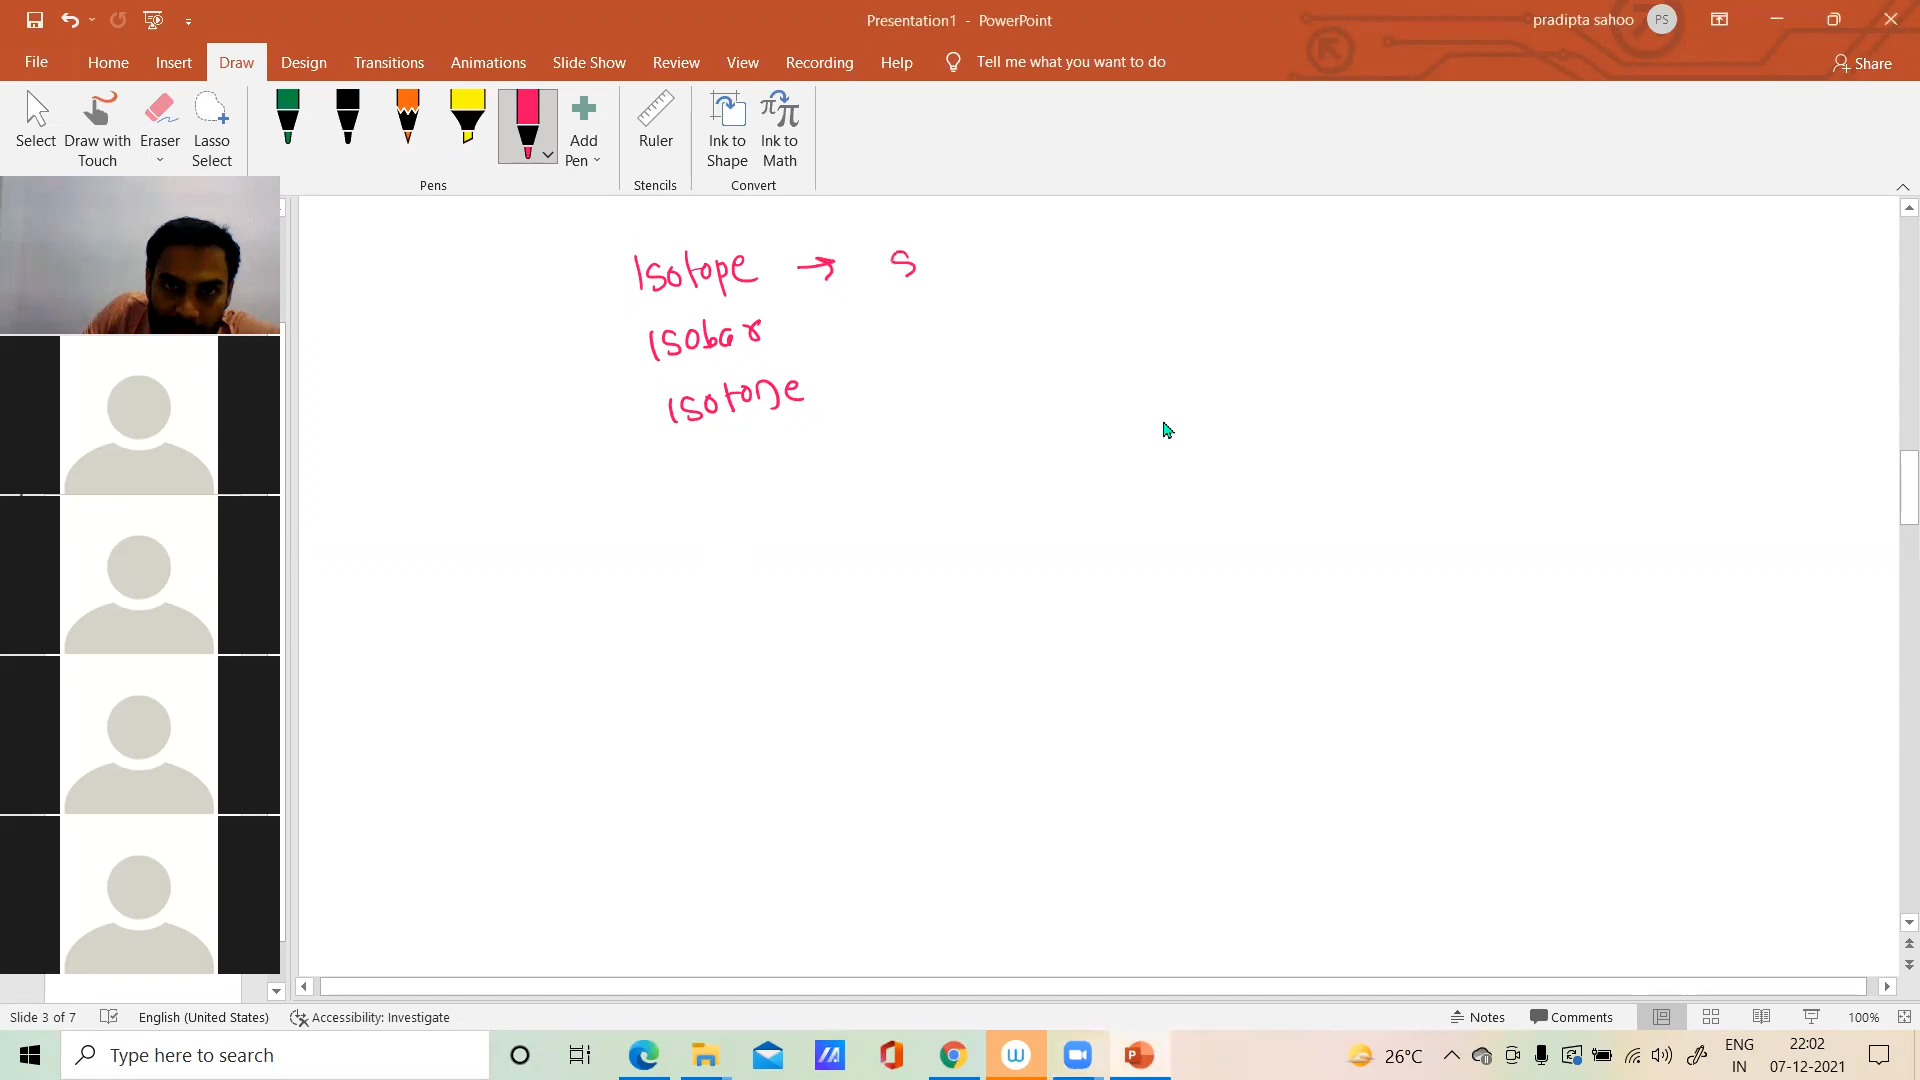 Presentation1 - PowerPoint
pradipta sahoo PS
File Home Insert Draw Design Transitions Animations Slide Show Review View Recording Help Tell me what you want to do Share
Select
Draw with Touch
Eraser
Lasso Select
Add Pen
Pens
Ruler
Stencils
Ink to Shape
Ink to Math
Convert
Isotope → s
Isobar
Isotone
Slide 3 of 7 English (United States) Accessibility: Investigate Notes Comments 100%
Type here to search
26°C
ENG
IN
22:02
07-12-2021